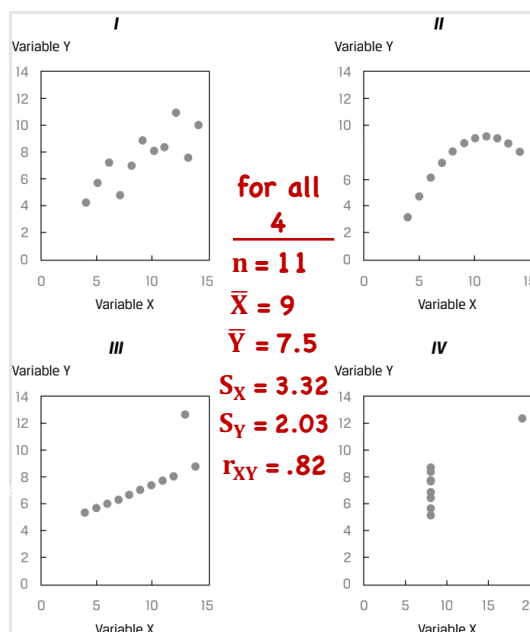 I
Variable Y
14
12
10
8
6
4
2
0
0 5 10 15
Variable X
II
Variable Y
14
12
10
8
6
4
2
0
0 5 10 15
Variable X
for all
4
n = 11
X̅ = 9
Y̅ = 7.5
SX = 3.32
SY = 2.03
rXY = .82
III
Variable Y
14
12
10
8
6
4
2
0
0 5 10 15
Variable X
IV
Variable Y
14
12
10
8
6
4
2
0
0 5 10 15
Variable X